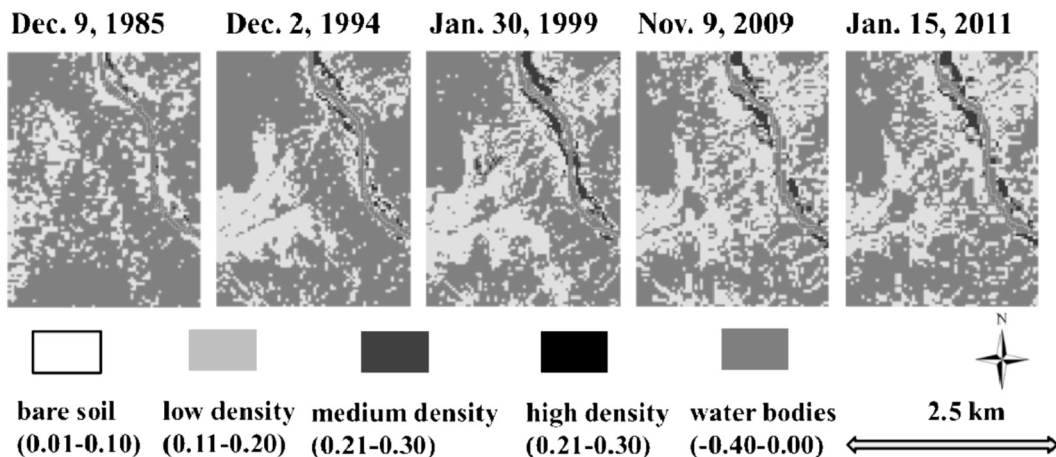 Dec. 9, 1985 Dec. 2, 1994 Jan. 30, 1999 Nov. 9, 2009 Jan. 15, 2011
N
bare soil low density medium density high density water bodies 2.5 km
(0.01-0.10) (0.11-0.20) (0.21-0.30) (0.21-0.30) (-0.40-0.00)